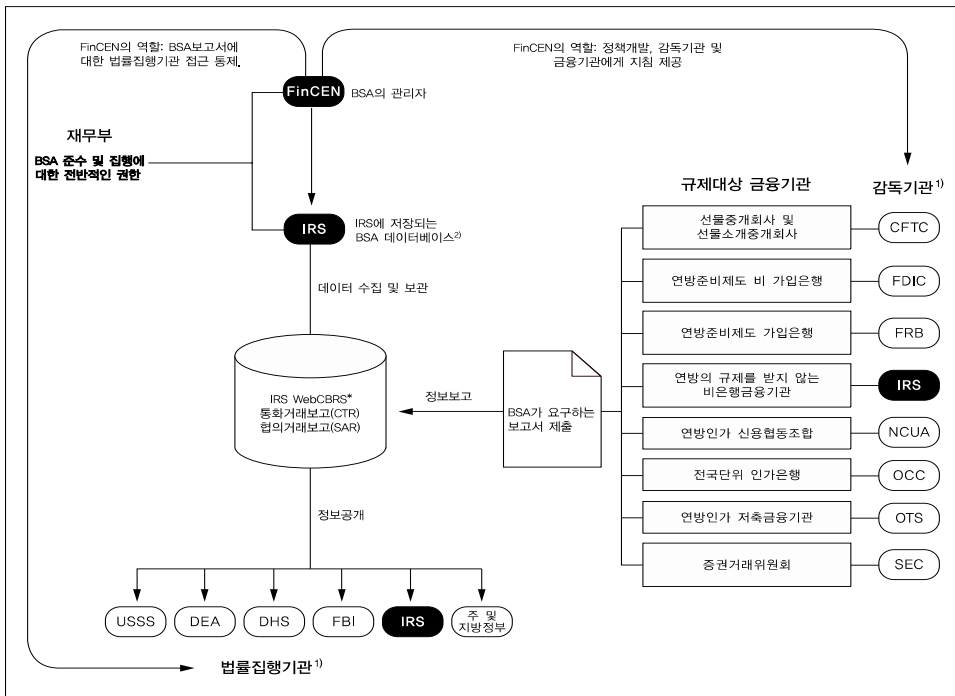 FinCEN의 역할: BSA보고서에
대한 법률집행기관 접근 통제.
FinCEN의 역할: 정책개발, 감독기관 및
금융기관에게 지침 제공
FinCEN
BSA의 관리자
재무부
BSA 준수 및 집행에
대한 전반적인 권한
IRS
IRS에 저장되는
BSA 데이터베이스2)
데이터 수집 및 보관
IRS WebCBRS*
통화거래보고(CTR)
협의거래보고(SAR)
정보보고
BSA가 요구하는
보고서 제출
규제대상 금융기관
감독기관1)
선물중개회사 및
선물소개중개회사
CFTC
연방준비제도 비 가입은행
FDIC
연방준비제도 가입은행
FRB
연방의 규제를 받지 않는
비은행금융기관
IRS
연방인가 신용협동조합
NCUA
전국단위 인가은행
OCC
연방인가 저축금융기관
OTS
증권거래위원회
SEC
정보공개
USSS
DEA
DHS
FBI
IRS
주 및
지방정부
법률집행기관1)